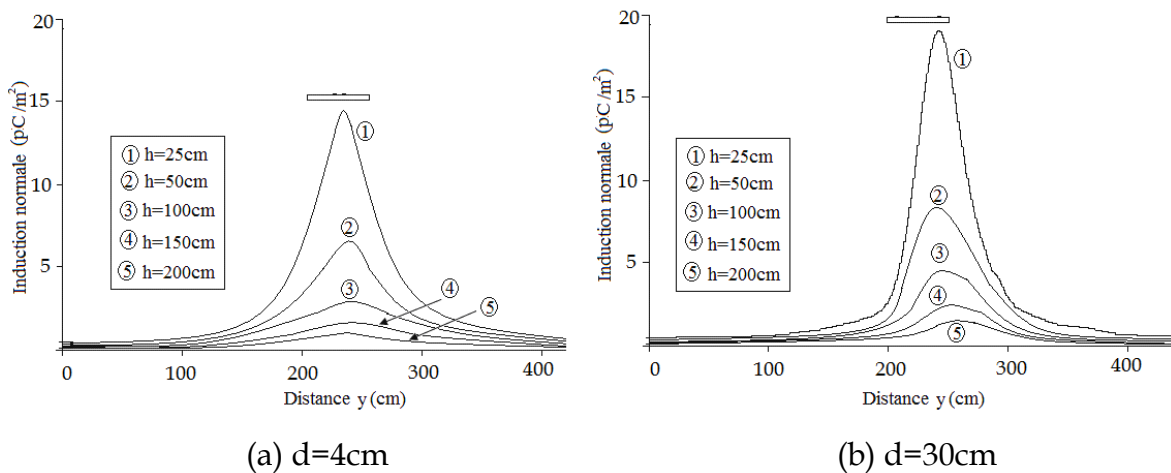 20
15
10
5
Induction normale (pC/m²)
① h=25cm
② h=50cm
③ h=100cm
④ h=150cm
⑤ h=200cm
①
②
③
④
⑤
0 100 200 300 400
Distance y (cm)
(a) d=4cm
20
15
10
5
Induction normale (pC/m²)
① h=25cm
② h=50cm
③ h=100cm
④ h=150cm
⑤ h=200cm
①
②
③
④
⑤
0 100 200 300 400
Distance y (cm)
(b) d=30cm